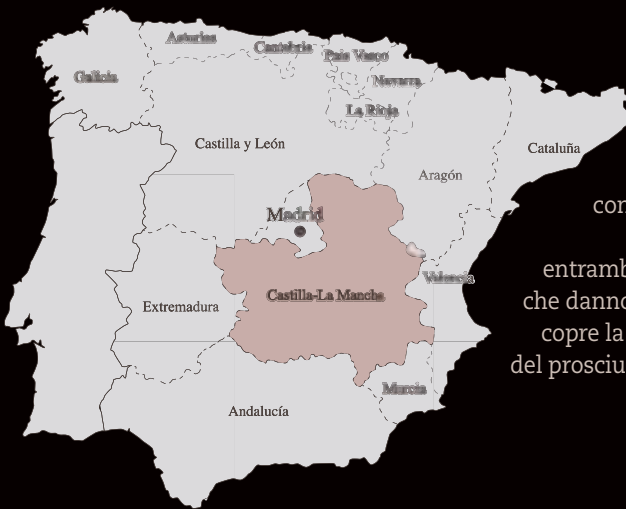 Asturias
Cantabria
País Vasco
Galicia
Navarra
La Rioja
Castilla y León
Cataluña
Aragón
con
Madrid
entramb
Valencia
Castilla-La Mancha
che danno
Extremadura
copre la
del prosciu
Murcia
Andalucía